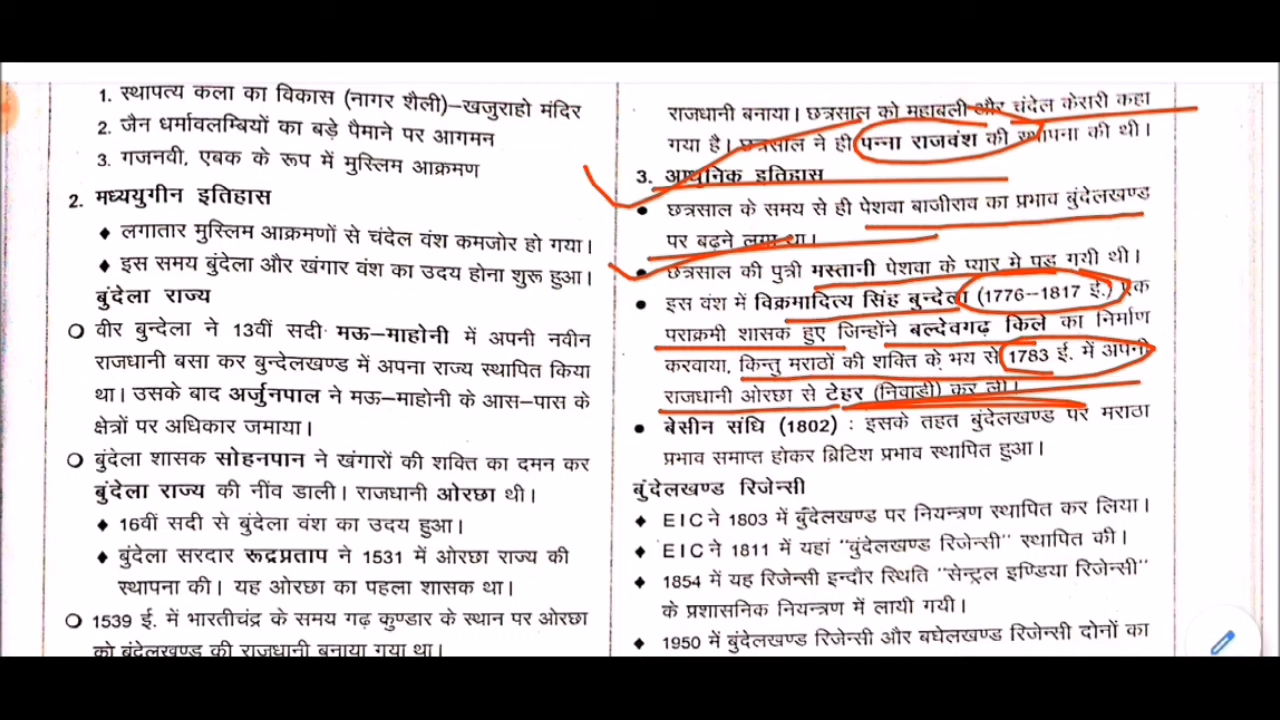 1. स्थापत्य कला का विकास (नागर शैली)–खजुराहो मंदिर
2. जैन धर्मावलम्बियों का बड़े पैमाने पर आगमन
3. गजनवी, एबक के रूप में मुस्लिम आक्रमण
2. मध्ययुगीन इतिहास
♦ लगातार मुस्लिम आक्रमणों से चंदेल वंश कमजोर हो गया।
♦ इस समय बुंदेला और खंगार वंश का उदय होना शुरू हुआ।
बुंदेला राज्य
○ वीर बुन्देला ने 13वीं सदी मऊ–माहोनी में अपनी नवीन
राजधानी बसा कर बुन्देलखण्ड में अपना राज्य स्थापित किया
था। उसके बाद अर्जुनपाल ने मऊ–माहोनी के आस–पास के
क्षेत्रों पर अधिकार जमाया।
○ बुंदेला शासक सोहनपान ने खंगारों की शक्ति का दमन कर
बुंदेला राज्य की नींव डाली। राजधानी ओरछा थी।
♦ 16वीं सदी से बुंदेला वंश का उदय हुआ।
♦ बुंदेला सरदार रूद्रप्रताप ने 1531 में ओरछा राज्य की
स्थापना की। यह ओरछा का पहला शासक था।
○ 1539 ई. में भारतीचंद्र के समय गढ़ कुण्डार के स्थान पर ओरछा
को बुंदेलखण्ड की राजधानी बनाया गया था।
राजधानी बनाया। छत्रसाल को महाबली और चंदेल केसरी कहा
गया है। छत्रसाल ने ही पन्ना राजवंश की स्थापना की थी।
3. आधुनिक इतिहास
• छत्रसाल के समय से ही पेशवा बाजीराव का प्रभाव बुंदेलखण्ड
पर बढ़ने लगा था।
• छत्रसाल की पुत्री मस्तानी पेशवा के प्यार मे पड़ गयी थी।
• इस वंश में विक्रमादित्य सिंह बुन्देला (1776–1817 ई.) एक
पराक्रमी शासक हुए जिन्होंने बल्देवगढ़ किले का निर्माण
करवाया, किन्तु मराठों की शक्ति के भय से 1783 ई. में अपनी
राजधानी ओरछा से टेहर (निवाडी) कर ली।
• बेसीन संधि (1802) : इसके तहत बुंदेलखण्ड पर मराठा
प्रभाव समाप्त होकर ब्रिटिश प्रभाव स्थापित हुआ।
बुंदेलखण्ड रिजेन्सी
♦ EIC ने 1803 में बुँदेलखण्ड पर नियन्त्रण स्थापित कर लिया।
♦ EIC ने 1811 में यहां "बुंदेलखण्ड रिजेन्सी" स्थापित की।
♦ 1854 में यह रिजेन्सी इन्दौर स्थिति "सेन्ट्रल इण्डिया रिजेन्सी"
के प्रशासनिक नियन्त्रण में लायी गयी।
♦ 1950 में बुंदेलखण्ड रिजेन्सी और बघेलखण्ड रिजेन्सी दोनों का